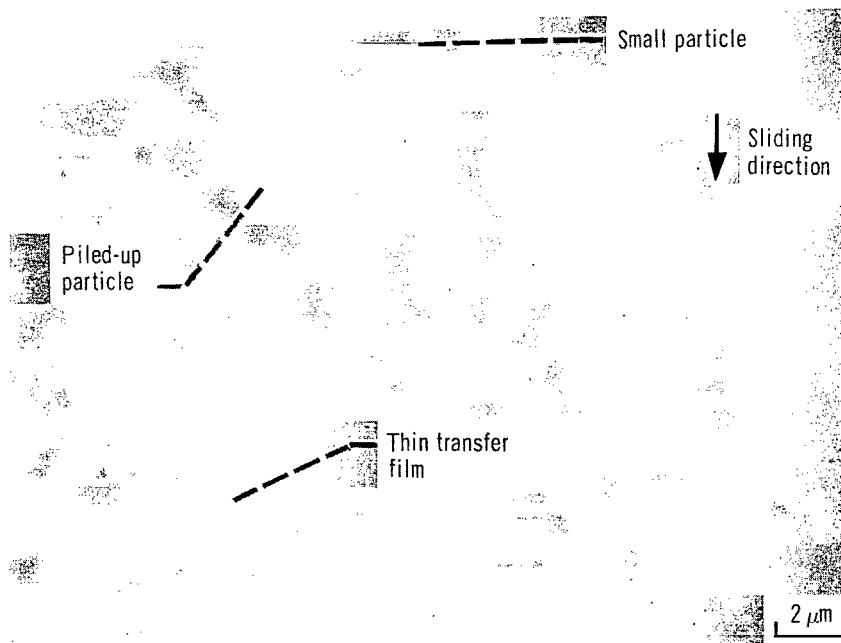 Small particle
Sliding
direction
Piled-up
particle
Thin transfer
film
2 μm